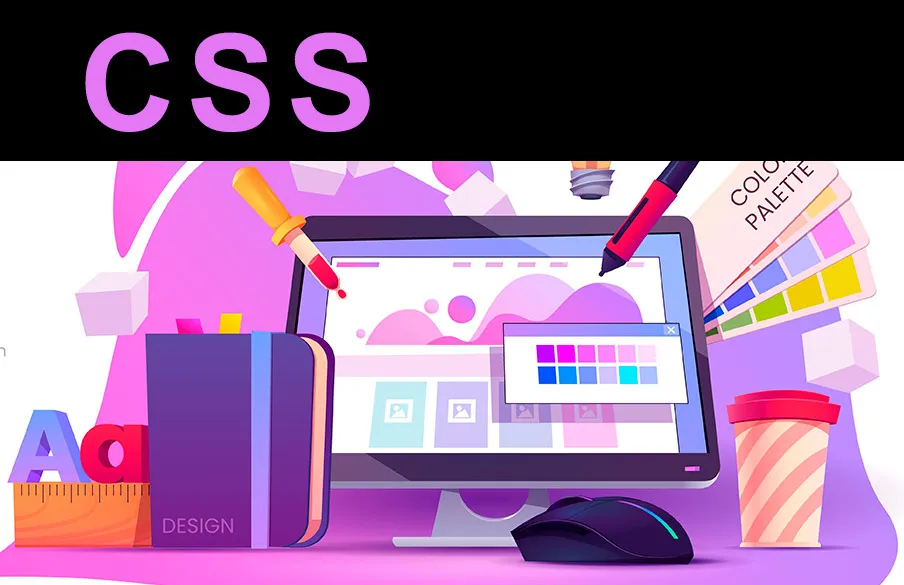 CSS
COLOR
PALETTE
n
Aa
DESIGN